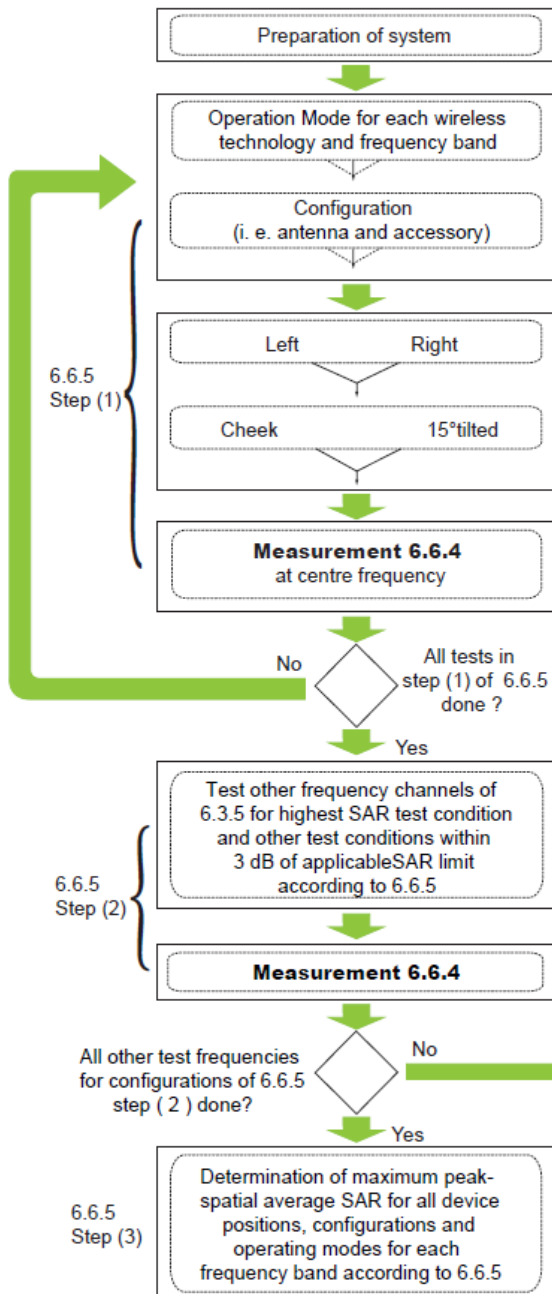 Preparation of system
Operation Mode for each wireless
technology and frequency band
Configuration
(i. e. antenna and accessory)
6.6.5
Step (1)
Left Right
Cheek 15°tilted
Measurement 6.6.4
at centre frequency
No
All tests in
step (1) of 6.6.5
done ?
Yes
Test other frequency channels of
6.3.5 for highest SAR test condition
and other test conditions within
3 dB of applicableSAR limit
according to 6.6.5
6.6.5
Step (2)
Measurement 6.6.4
All other test frequencies
for configurations of 6.6.5
step ( 2 ) done?
No
Yes
6.6.5
Step (3)
Determination of maximum peak-
spatial average SAR for all device
positions, configurations and
operating modes for each
frequency band according to 6.6.5